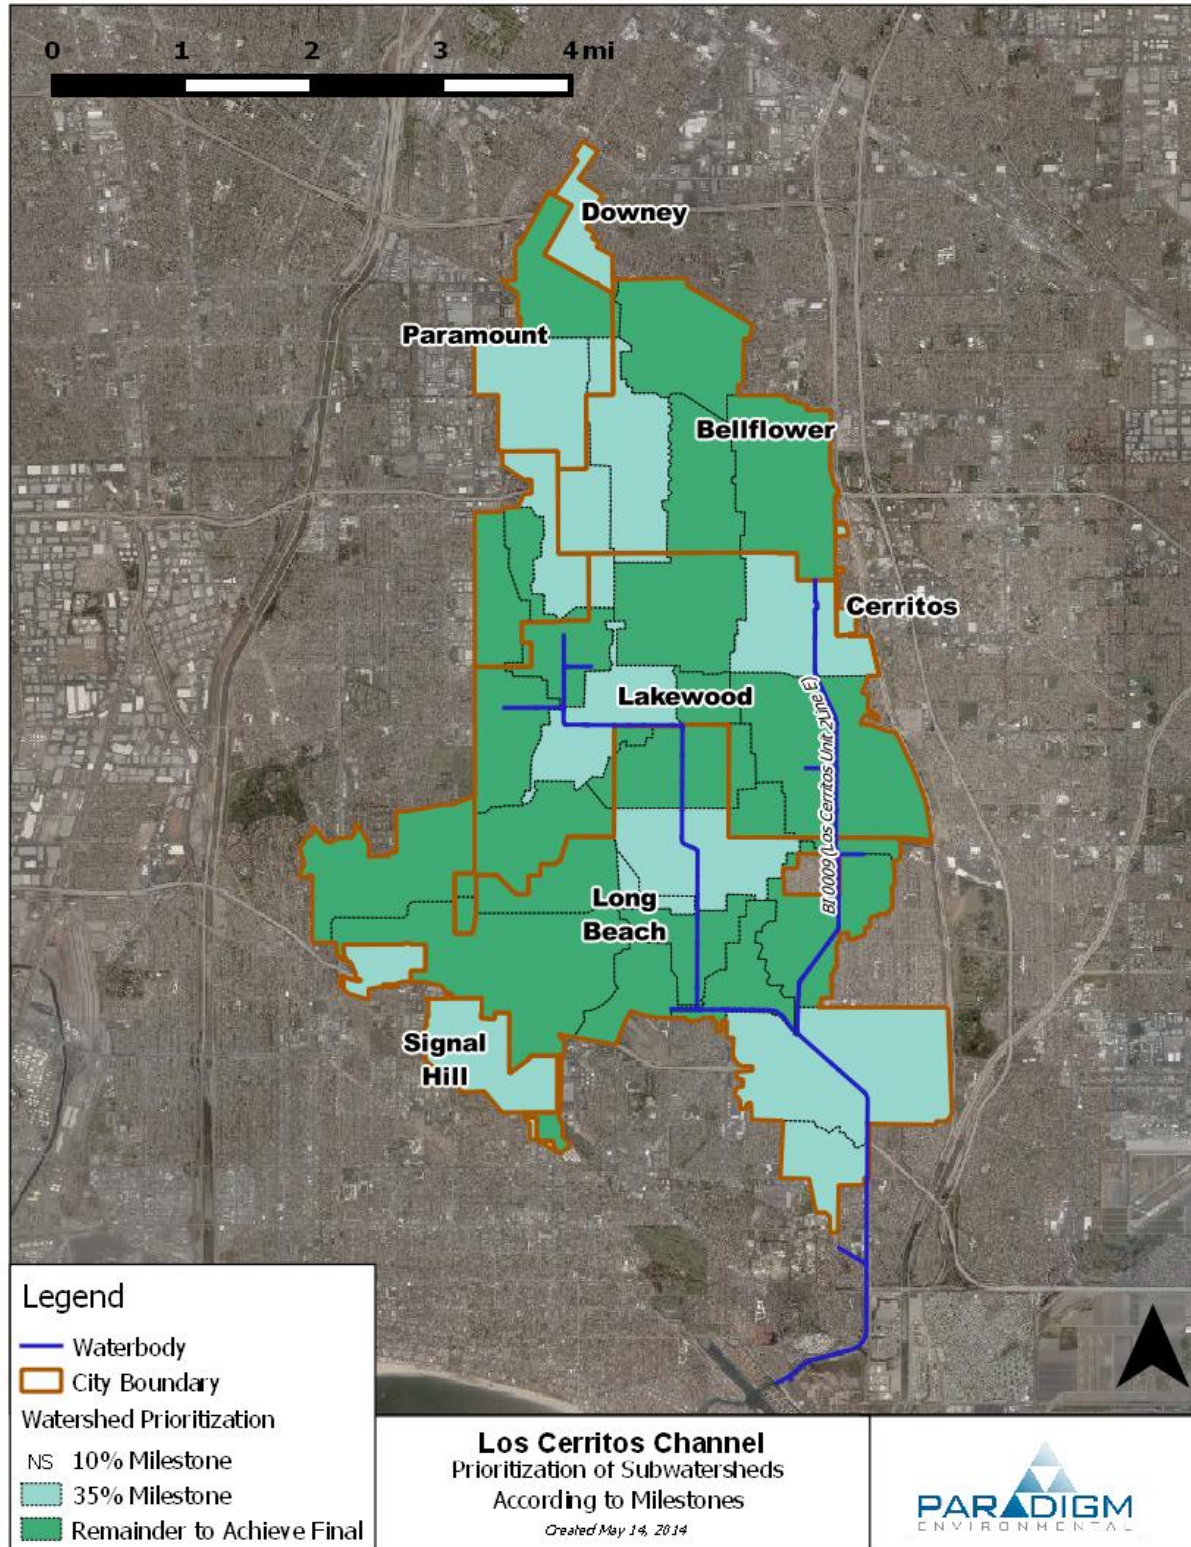 0 1 2 3 4 mi
Downey
Paramount
Bellflower
Cerritos
Lakewood
BI 0009 (Los Cerritos Unit 2Line E)
Long
Beach
Signal
Hill
Legend
Waterbody
City Boundary
Watershed Prioritization
NS 10% Milestone
35% Milestone
Remainder to Achieve Final
Los Cerritos Channel
Prioritization of Subwatersheds
According to Milestones
Created May 14, 2014
PARADIGM
ENVIRONMENTAL